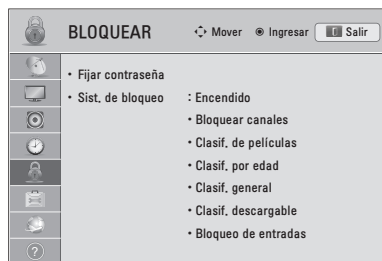 BLOQUEAR Mover Ingresar Salir
• Fijar contraseña
• Sist. de bloqueo : Encendido
• Bloquear canales
• Clasif. de películas
• Clasif. por edad
• Clasif. general
• Clasif. descargable
• Bloqueo de entradas
?